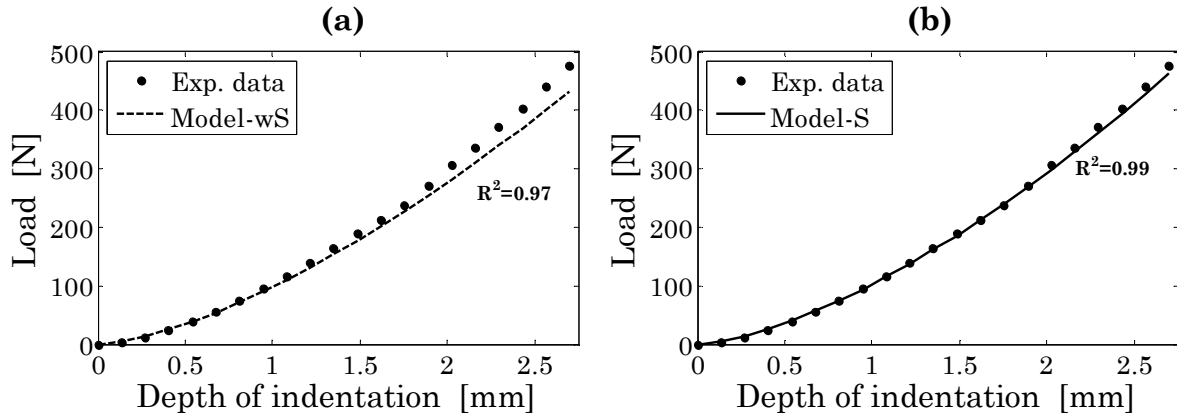 (a)
500
400
300
200
100
0
Load [N]
Exp. data
Model-wS
R²=0.97
0 0.5 1 1.5 2 2.5
Depth of indentation [mm]
(b)
500
400
300
200
100
0
Load [N]
Exp. data
Model-S
R²=0.99
0 0.5 1 1.5 2 2.5
Depth of indentation [mm]